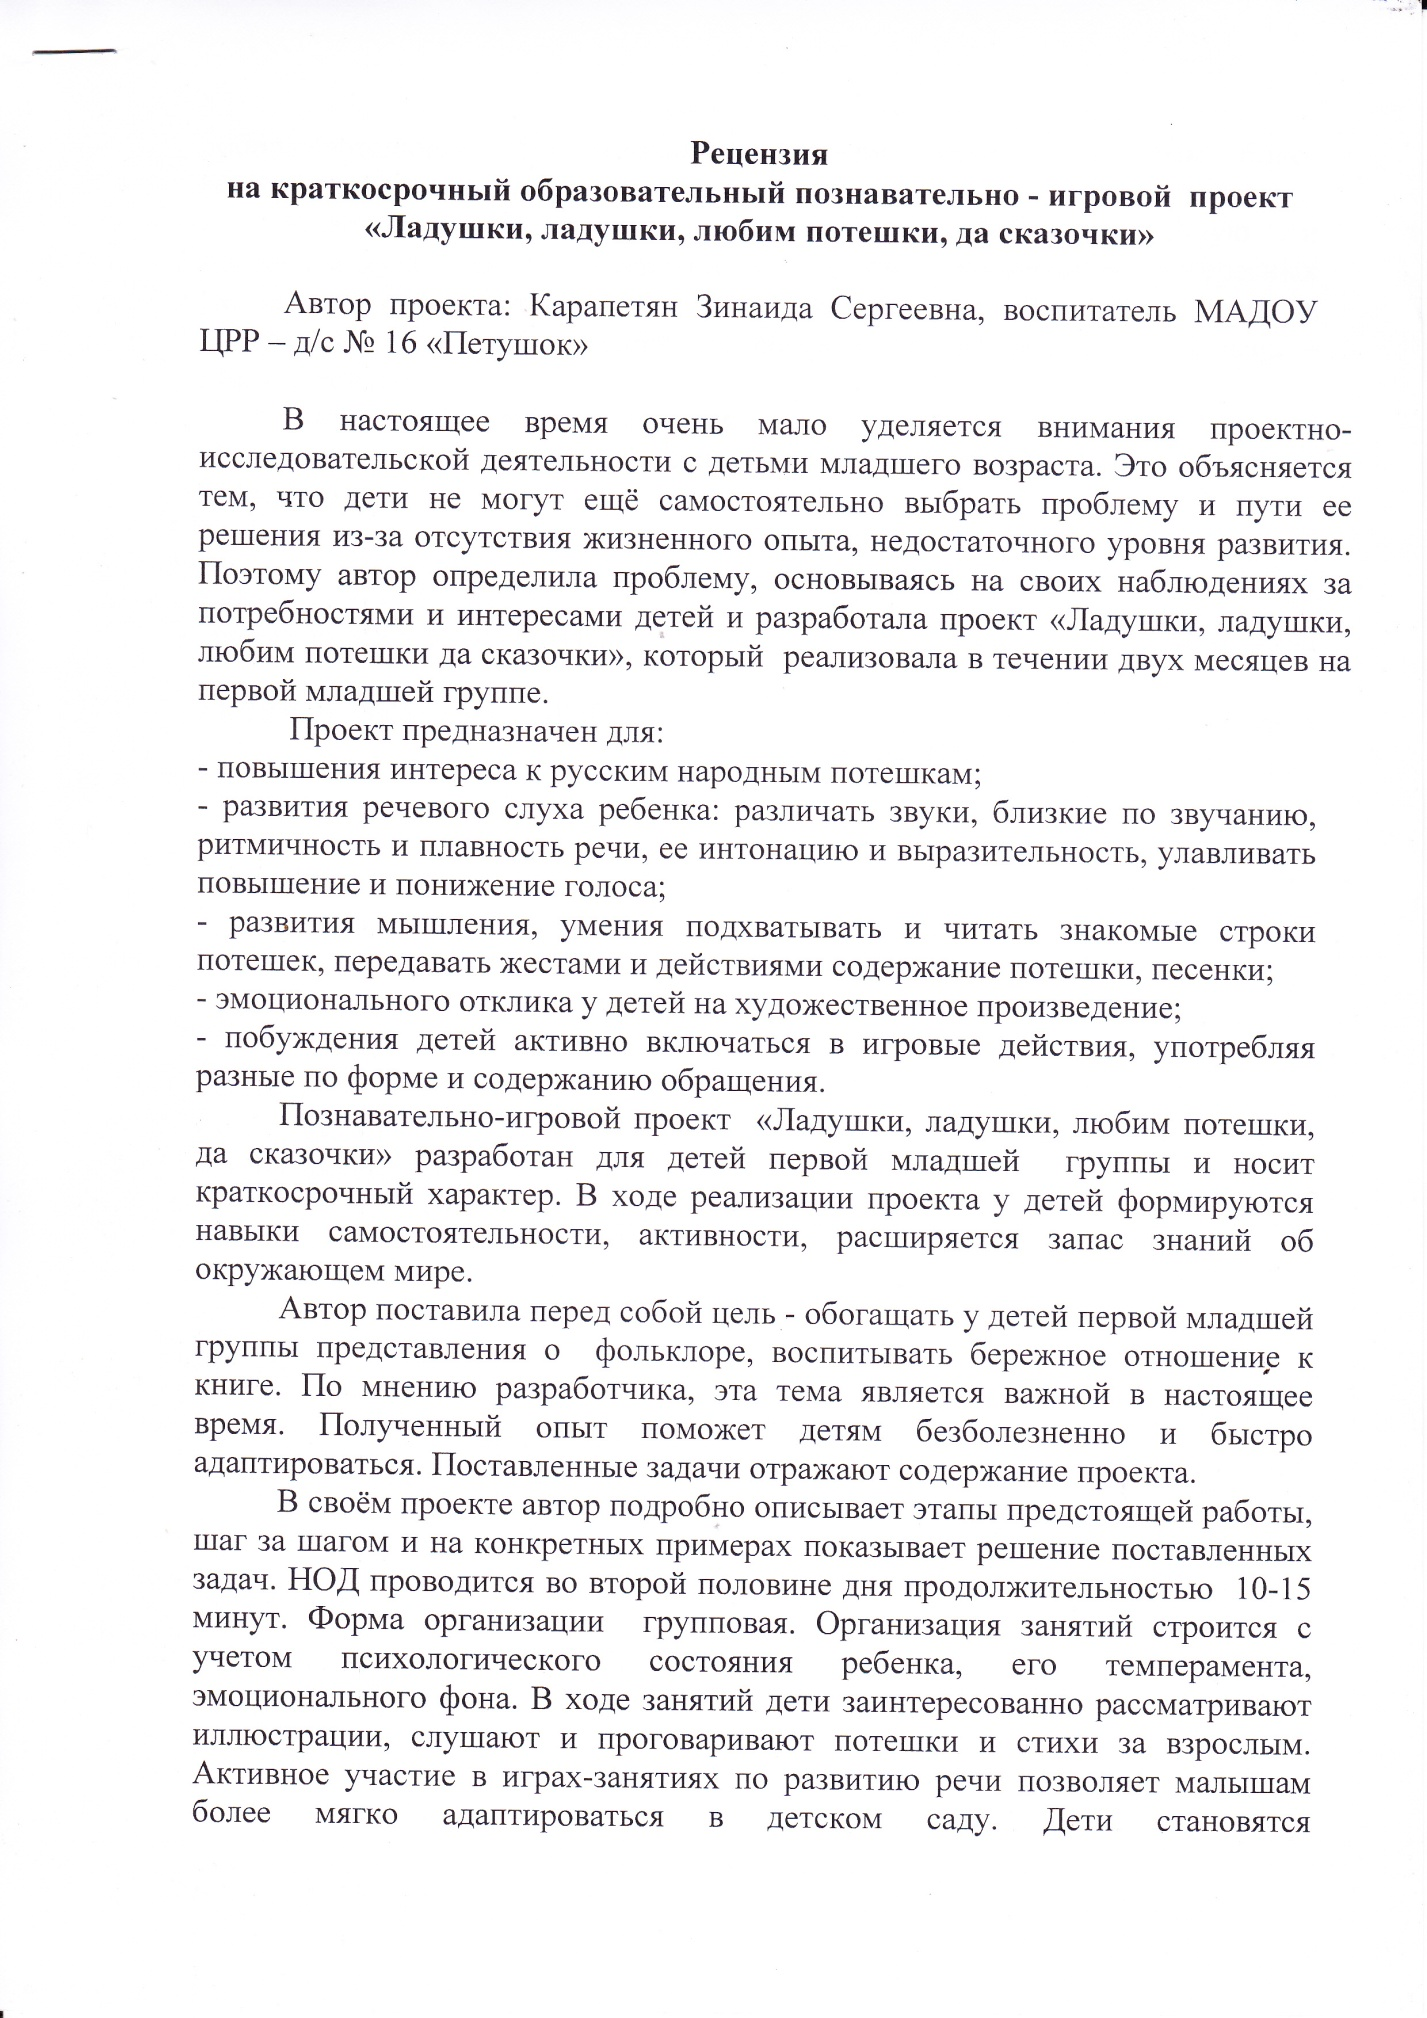 Рецензия
на краткосрочный образовательный познавательно - игровой проект
«Ладушки, ладушки, любим потешки, да сказочки»
Автор проекта: Карапетян Зинаида Сергеевна, воспитатель МАДОУ
ЦРР – д/с № 16 «Петушок»
В настоящее время очень мало уделяется внимания проектно-
исследовательской деятельности с детьми младшего возраста. Это объясняется
тем, что дети не могут ещё самостоятельно выбрать проблему и пути ее
решения из-за отсутствия жизненного опыта, недостаточного уровня развития.
Поэтому автор определила проблему, основываясь на своих наблюдениях за
потребностями и интересами детей и разработала проект «Ладушки, ладушки,
любим потешки да сказочки», который реализовала в течении двух месяцев на
первой младшей группе.
Проект предназначен для:
- повышения интереса к русским народным потешкам;
- развития речевого слуха ребенка: различать звуки, близкие по звучанию,
ритмичность и плавность речи, ее интонацию и выразительность, улавливать
повышение и понижение голоса;
- развития мышления, умения подхватывать и читать знакомые строки
потешек, передавать жестами и действиями содержание потешки, песенки;
- эмоционального отклика у детей на художественное произведение;
- побуждения детей активно включаться в игровые действия, употребляя
разные по форме и содержанию обращения.
Познавательно-игровой проект «Ладушки, ладушки, любим потешки,
да сказочки» разработан для детей первой младшей группы и носит
краткосрочный характер. В ходе реализации проекта у детей формируются
навыки самостоятельности, активности, расширяется запас знаний об
окружающем мире.
Автор поставила перед собой цель - обогащать у детей первой младшей
группы представления о фольклоре, воспитывать бережное отношение к
книге. По мнению разработчика, эта тема является важной в настоящее
время. Полученный опыт поможет детям безболезненно и быстро
адаптироваться. Поставленные задачи отражают содержание проекта.
В своём проекте автор подробно описывает этапы предстоящей работы,
шаг за шагом и на конкретных примерах показывает решение поставленных
задач. НОД проводится во второй половине дня продолжительностью 10-15
минут. Форма организации групповая. Организация занятий строится с
учетом психологического состояния ребенка, его темперамента,
эмоционального фона. В ходе занятий дети заинтересованно рассматривают
иллюстрации, слушают и проговаривают потешки и стихи за взрослым.
Активное участие в играх-занятиях по развитию речи позволяет малышам
более мягко адаптироваться в детском саду. Дети становятся